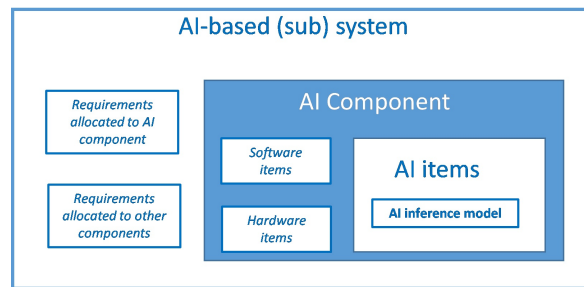 AI-based (sub) system
Requirements
allocated to AI
component
Requirements
allocated to other
components
AI Component
Software
items
Hardware
items
AI items
AI inference model